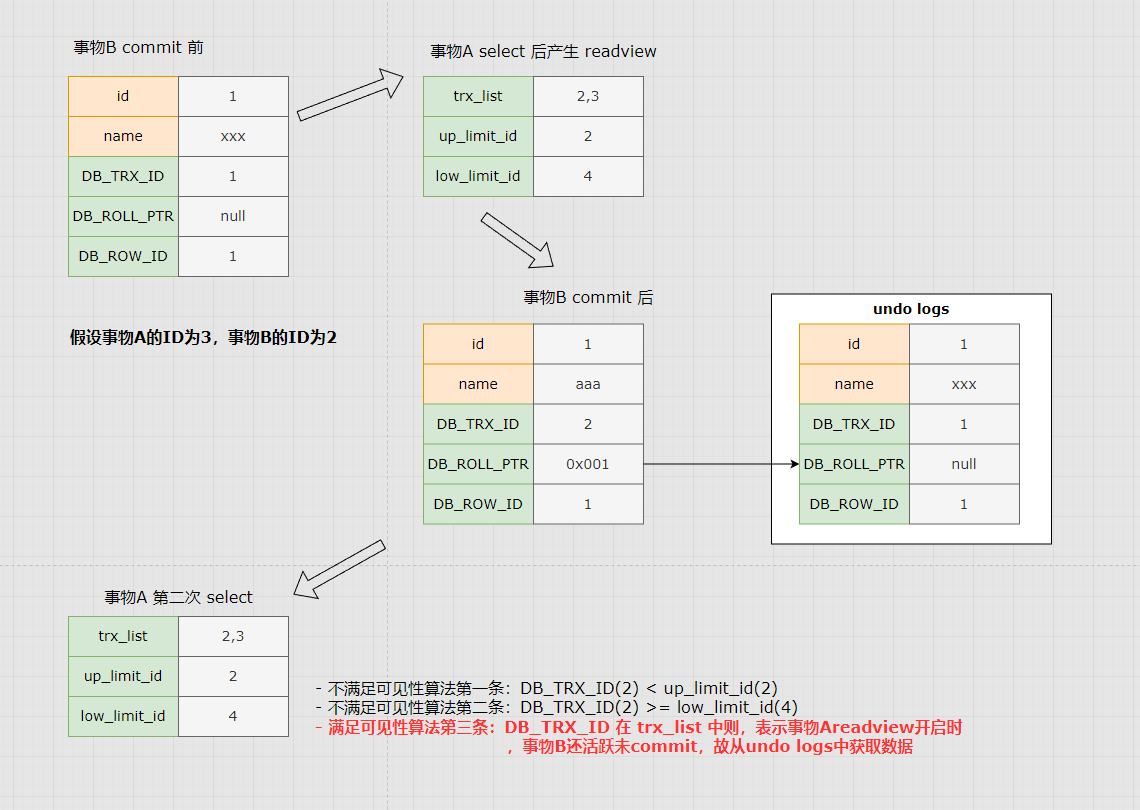 事物B commit 前
id 1
name xxx
DB_TRX_ID 1
DB_ROLL_PTR null
DB_ROW_ID 1
事物A select 后产生 readview
trx_list 2,3
up_limit_id 2
low_limit_id 4
假设事物A的ID为3，事物B的ID为2
事物B commit 后
id 1
name aaa
DB_TRX_ID 2
DB_ROLL_PTR 0x001
DB_ROW_ID 1
undo logs
id 1
name xxx
DB_TRX_ID 1
DB_ROLL_PTR null
DB_ROW_ID 1
事物A 第二次 select
trx_list 2,3
up_limit_id 2
low_limit_id 4
- 不满足可见性算法第一条：DB_TRX_ID(2) < up_limit_id(2)
- 不满足可见性算法第二条：DB_TRX_ID(2) >= low_limit_id(4)
- 满足可见性算法第三条：DB_TRX_ID 在 trx_list 中则，表示事物Areadview开启时
，事物B还活跃未commit，故从undo logs中获取数据